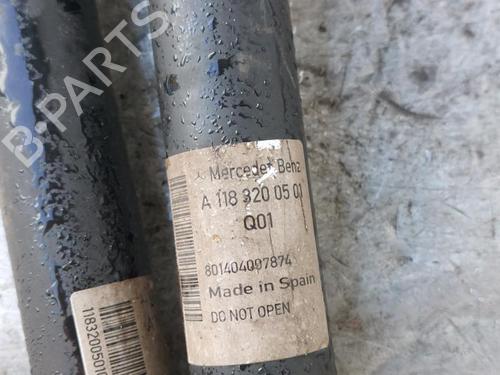 B-PARTS
Mercedes Benz
A 118 320 05 01
Q01
801404097874
Made in Spain
DO NOT OPEN